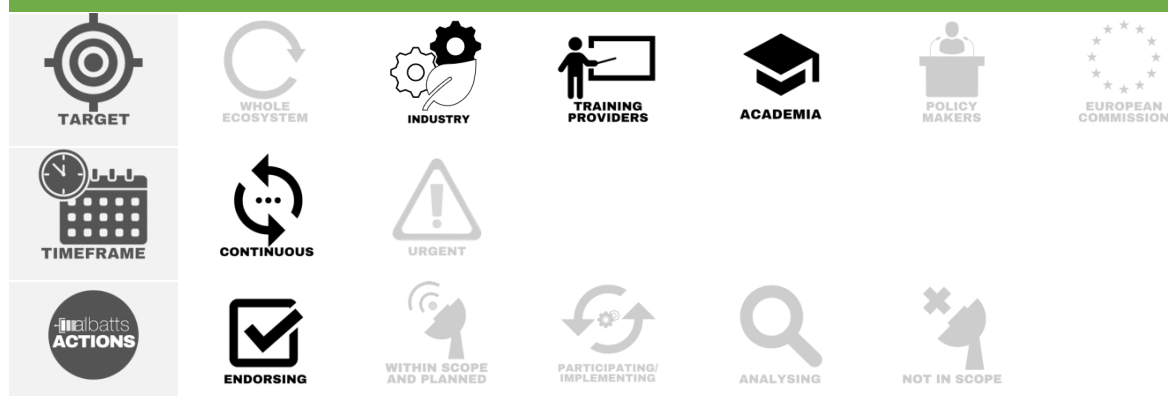 TARGET
WHOLE
ECOSYSTEM
INDUSTRY
TRAINING
PROVIDERS
ACADEMIA
POLICY
MAKERS
EUROPEAN
COMMISSION
TIMEFRAME
CONTINUOUS
URGENT
albatts
ACTIONS
ENDORSING
WITHIN SCOPE
AND PLANNED
PARTICIPATING/
IMPLEMENTING
ANALYSING
NOT IN SCOPE